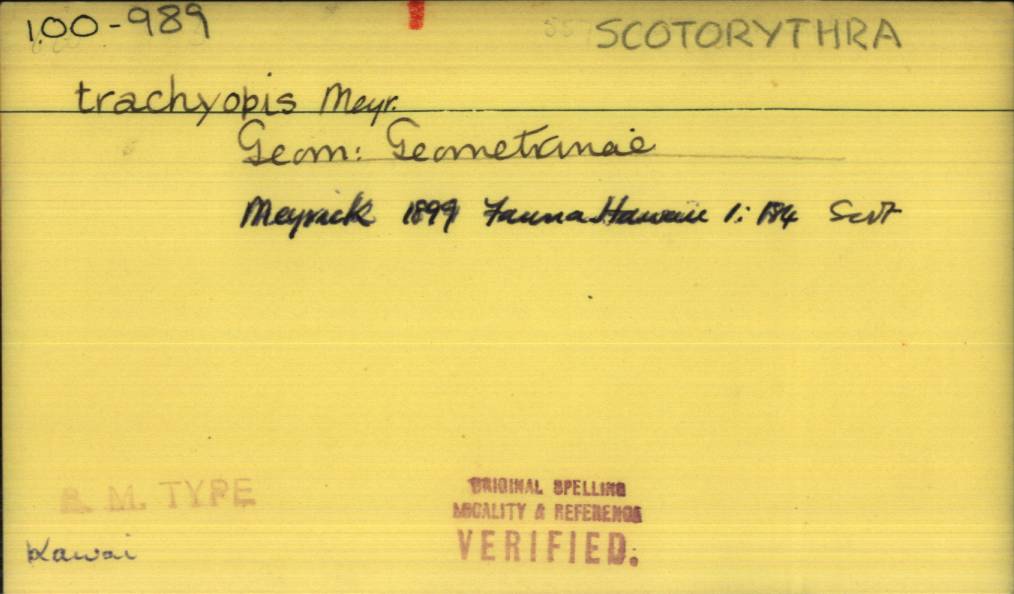 100-989
SCOTORYTHRA
trachyopis Meyr.
Geom: Geometrinae
Meyrick 1899 Fauna Hawaii 1: 184 Scot
B. M. TYPE
ORIGINAL SPELLING
LOCALITY & REFERENCE
VERIFIED.
Kawai